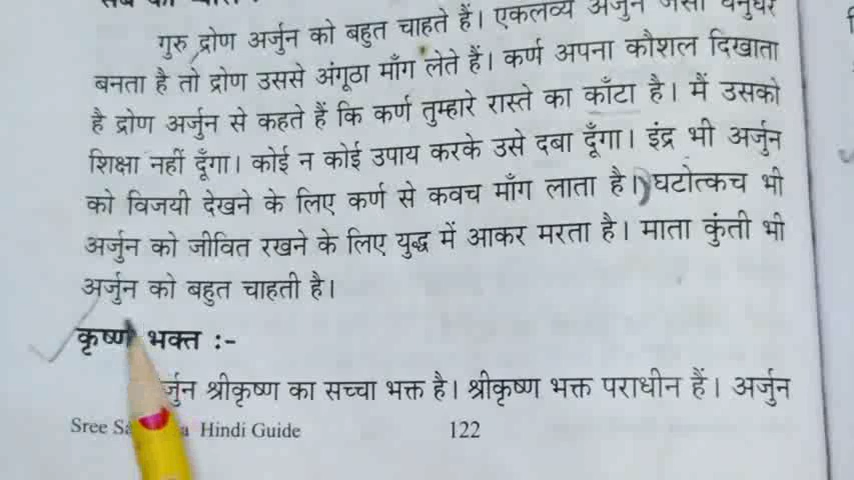 गुरु द्रोण अर्जुन को बहुत चाहते हैं। एकलव्य अर्जुन जैसा धनुर्धर
बनता है तो द्रोण उससे अंगूठा माँग लेते हैं। कर्ण अपना कौशल दिखाता
है द्रोण अर्जुन से कहते हैं कि कर्ण तुम्हारे रास्ते का काँटा है। मैं उसको
शिक्षा नहीं दूँगा। कोई न कोई उपाय करके उसे दबा दूँगा। इंद्र भी अर्जुन
को विजयी देखने के लिए कर्ण से कवच माँग लाता है। घटोत्कच भी
अर्जुन को जीवित रखने के लिए युद्ध में आकर मरता है। माता कुंती भी
अर्जुन को बहुत चाहती है।
कृष्ण भक्त :-
श्रीकृष्ण का सच्चा भक्त है। श्रीकृष्ण भक्त पराधीन हैं। अर्जुन
Sree Hindi Guide 122